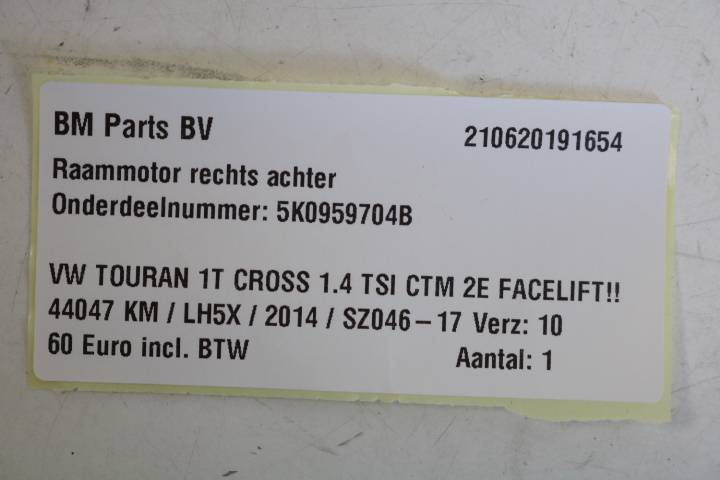 BM Parts BV 210620191654
Raammotor rechts achter
Onderdeelnummer: 5K0959704B
VW TOURAN 1T CROSS 1.4 TSI CTM 2E FACELIFT!!
44047 KM / LH5X / 2014 / SZ046-17 Verz: 10
60 Euro incl. BTW Aantal: 1